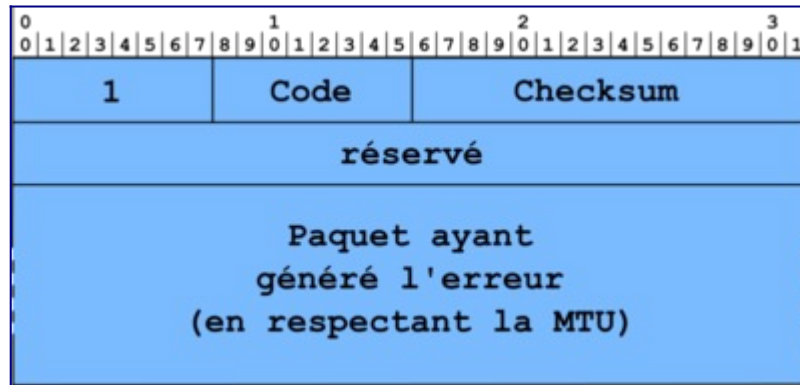 0 1 2 3
0|1|2|3|4|5|6|7|8|9|0|1|2|3|4|5|6|7|8|9|0|1|2|3|4|5|6|7|8|9|0|1
1 Code Checksum
réservé
Paquet ayant
généré l'erreur
(en respectant la MTU)